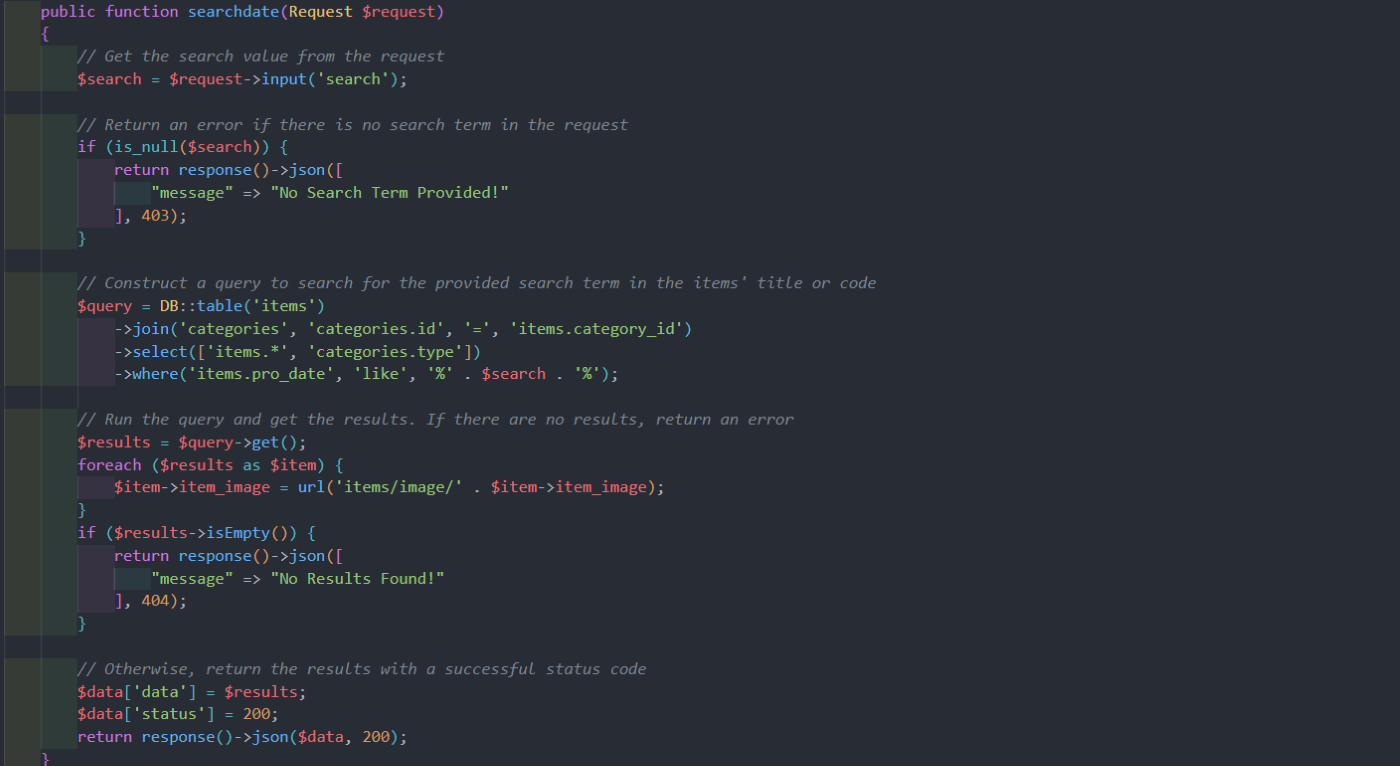 public function searchdate(Request $request)
{
// Get the search value from the request
$search = $request->input('search');
// Return an error if there is no search term in the request
if (is_null($search)) {
return response()->json([
"message" => "No Search Term Provided!"
], 403);
}
// Construct a query to search for the provided search term in the items' title or code
$query = DB::table('items')
->join('categories', 'categories.id', '=', 'items.category_id')
->select(['items.*', 'categories.type'])
->where('items.pro_date', 'like', '%' . $search . '%');
// Run the query and get the results. If there are no results, return an error
$results = $query->get();
foreach ($results as $item) {
$item->item_image = url('items/image/' . $item->item_image);
}
if ($results->isEmpty()) {
return response()->json([
"message" => "No Results Found!"
], 404);
}
// Otherwise, return the results with a successful status code
$data['data'] = $results;
$data['status'] = 200;
return response()->json($data, 200);
}